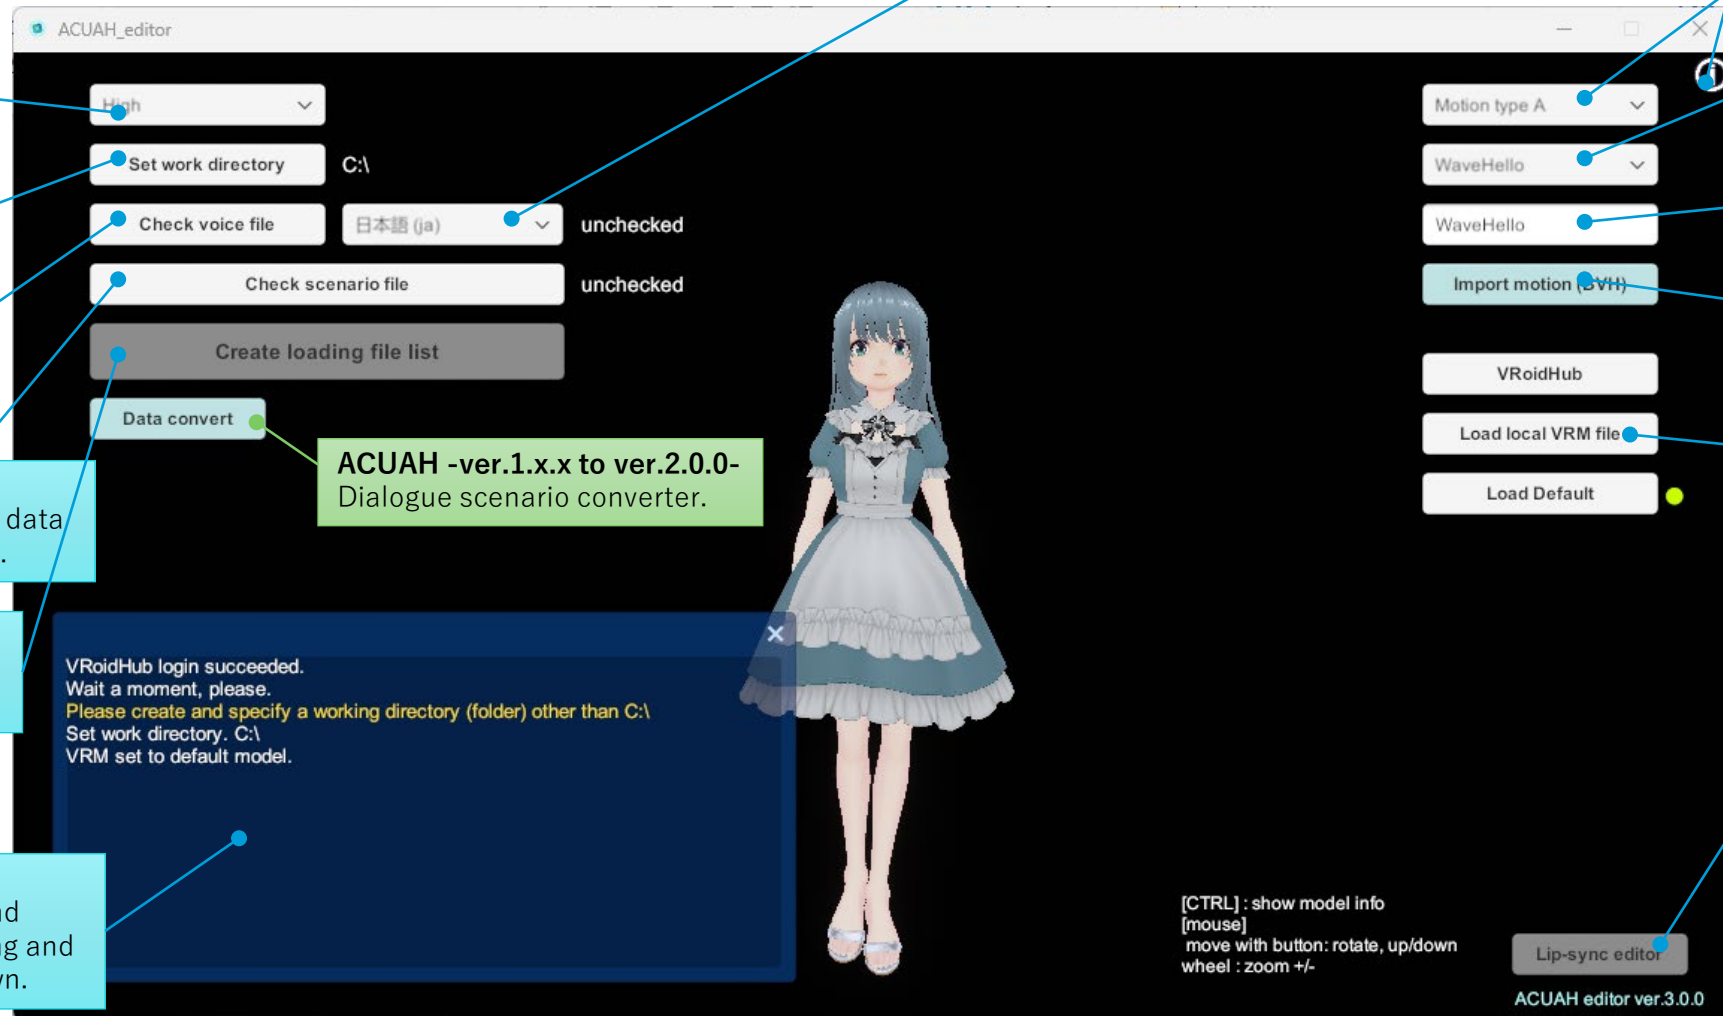 ACUAH_editor
High
Set work directory
C:\
Check voice file
日本語 (ja)
unchecked
Check scenario file
unchecked
Create loading file list
Data convert
ACUAH -ver.1.x.x to ver.2.0.0-
Dialogue scenario converter.
data
.
VRoidHub login succeeded.
Wait a moment, please.
Please create and specify a working directory (folder) other than C:\
Set work directory. C:\
VRM set to default model.
nd
ng and
wn.
Motion type A
WaveHello
WaveHello
Import motion (BVH)
VRoidHub
Load local VRM file
Load Default
[CTRL] : show model info
[mouse]
move with button: rotate, up/down
wheel : zoom +/-
Lip-sync editor
ACUAH editor ver.3.0.0